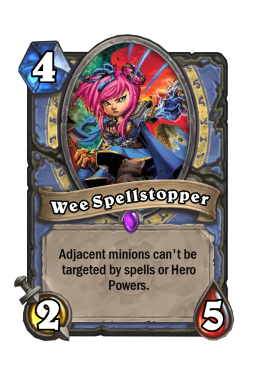 4
Wee Spellstopper
Adjacent minions can't be
targeted by spells or Hero
Powers.
2
5